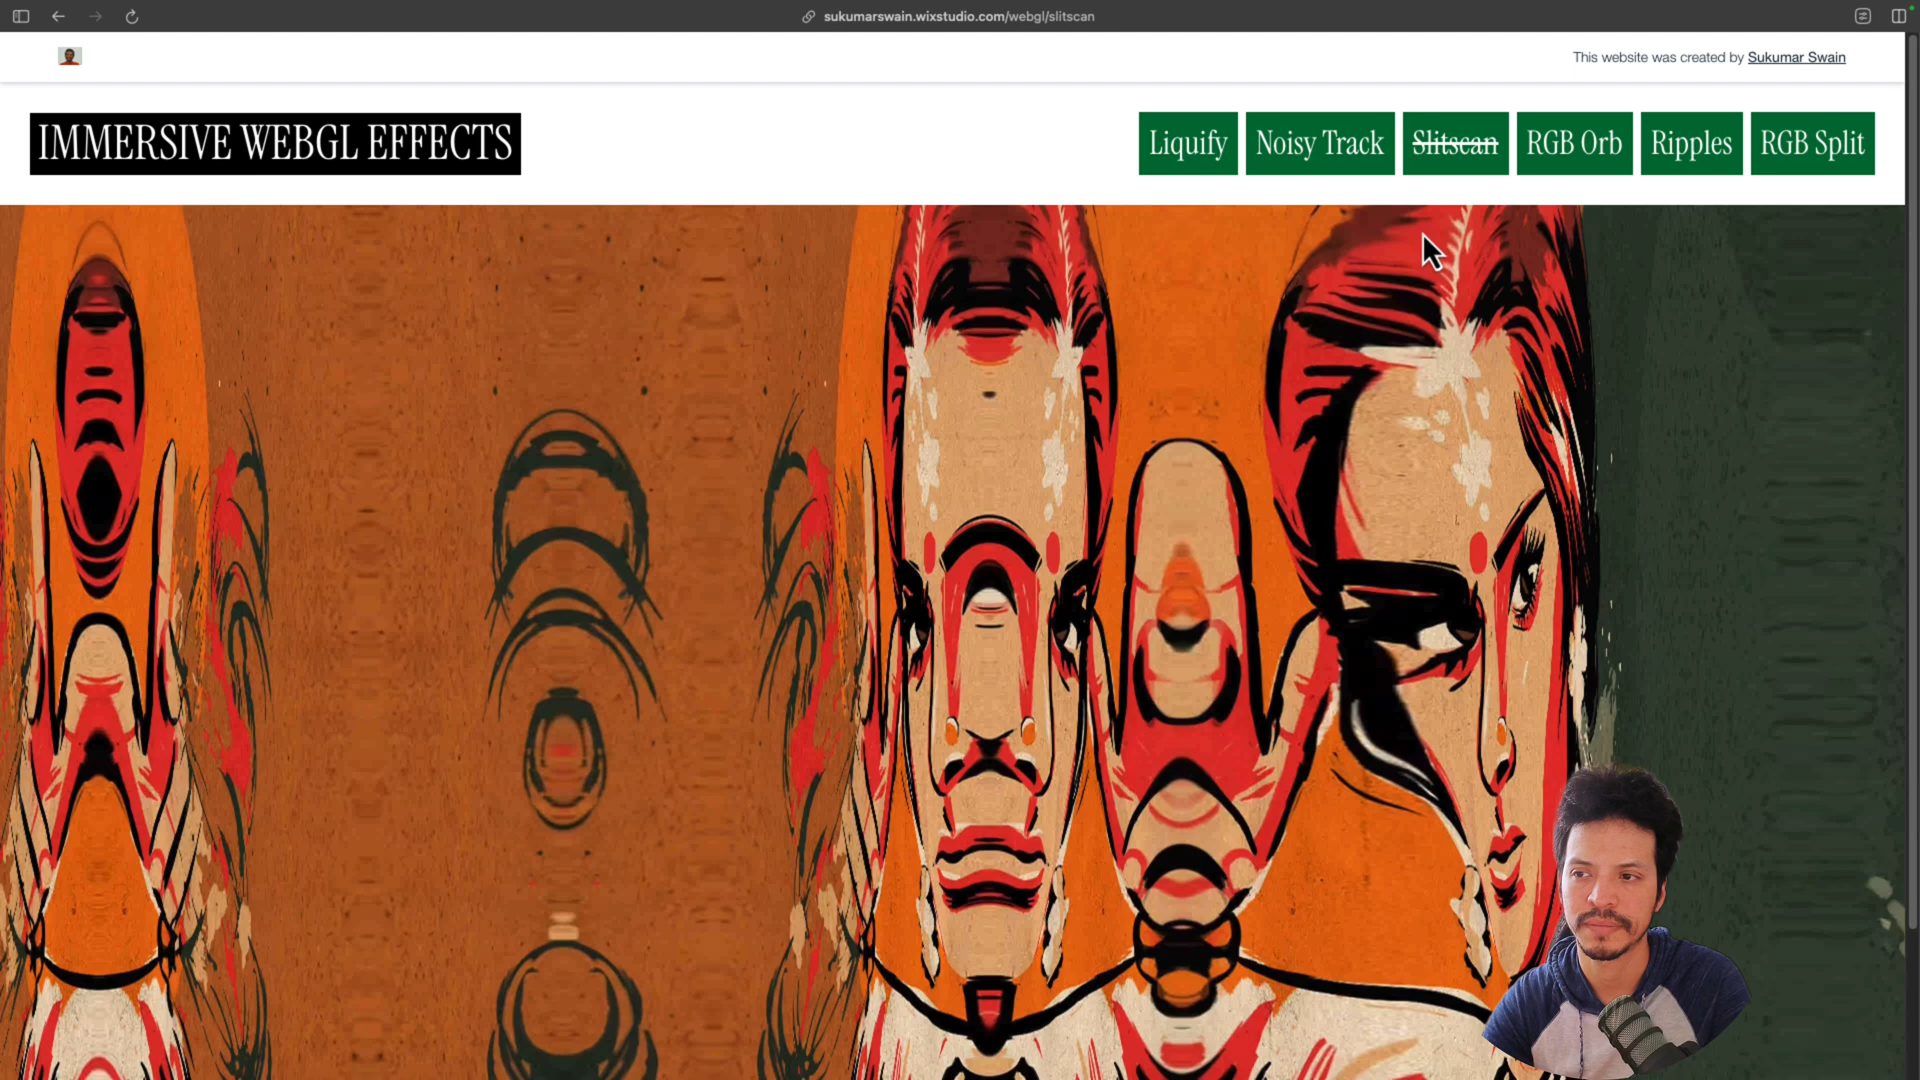 sukumarswain.wixstudio.com/webgl/slitscan
This website was created by Sukumar Swain
IMMERSIVE WEBGL EFFECTS
Liquify
Noisy Track
Slitscan
RGB Orb
Ripples
RGB Split